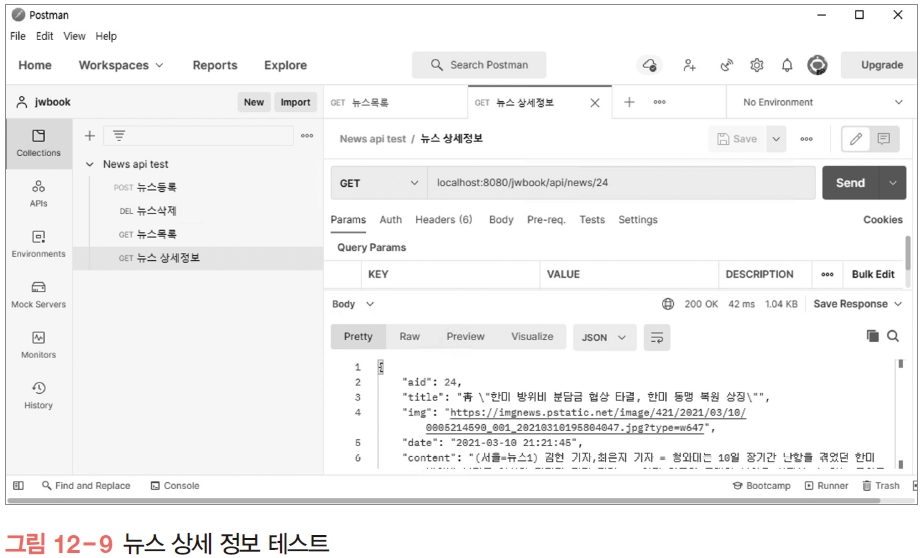 Postman
File Edit View Help
Home Workspaces Reports Explore Search Postman Upgrade
jwbook New Import GET 뉴스목록 GET 뉴스 상세정보 No Environment
Collections
APIs
Environments
Mock Servers
Monitors
History
News api test
POST 뉴스등록
DEL 뉴스삭제
GET 뉴스목록
GET 뉴스 상세정보
News api test / 뉴스 상세정보 Save
GET localhost:8080/jwbook/api/news/24 Send
Params Auth Headers (6) Body Pre-req. Tests Settings Cookies
Query Params
KEY VALUE DESCRIPTION Bulk Edit
Body 200 OK 42 ms 1.04 KB Save Response
Pretty Raw Preview Visualize JSON
1 {
2 "aid": 24,
3 "title": "靑 \"한미 방위비 분담금 협상 타결, 한미 동맹 복원 상징\"",
4 "img": "https://imgnews.pstatic.net/image/421/2021/03/10/
0005214590_001_20210310195804047.jpg?type=w647",
5 "date": "2021-03-10 21:21:45",
6 "content": "(서울=뉴스1) 김현 기자,최은지 기자 = 청와대는 10일 장기간 난항을 겪었던 한미
Find and Replace Console Bootcamp Runner Trash
그림 12-9 뉴스 상세 정보 테스트